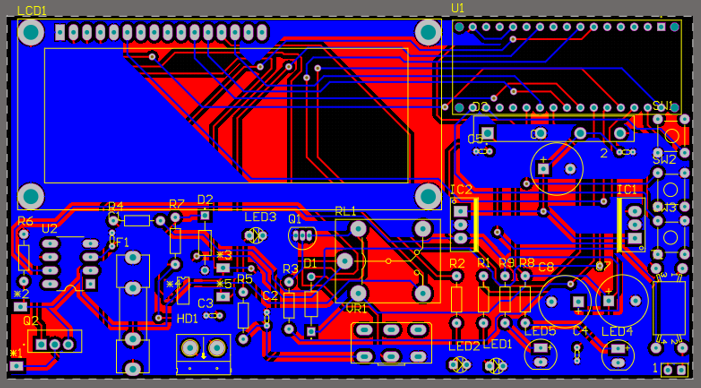 LCD1
U1
Q2
SW1
C5
2
SW2
IC2
IC1
SW3
R4
R7
D2
R6
U2
F1
LED3
Q1
RL1
*3
*2
*4
*5
R5
R3
D1
R2
R1
R9
R8
C8
C3
C2
VR1
HD1
Q2
*1
LED5
C4
LED4
LED2
LED1
1